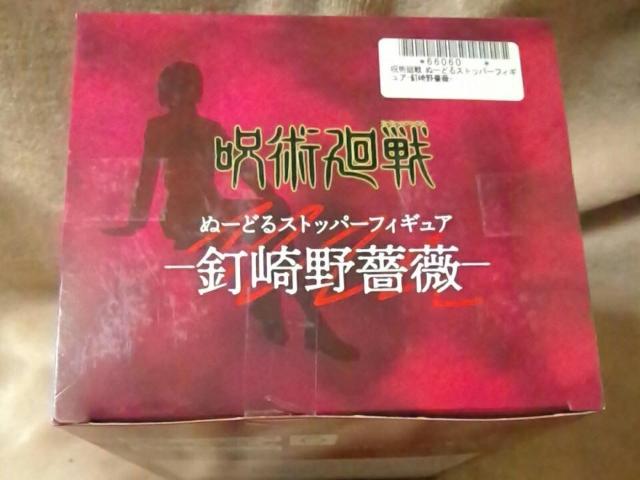 *66060 *
呪術廻戦 ぬーどるストッパーフィギ
ュア-釘崎野薔薇-
呪術廻戦
ぬーどるストッパーフィギュア
─釘崎野薔薇─